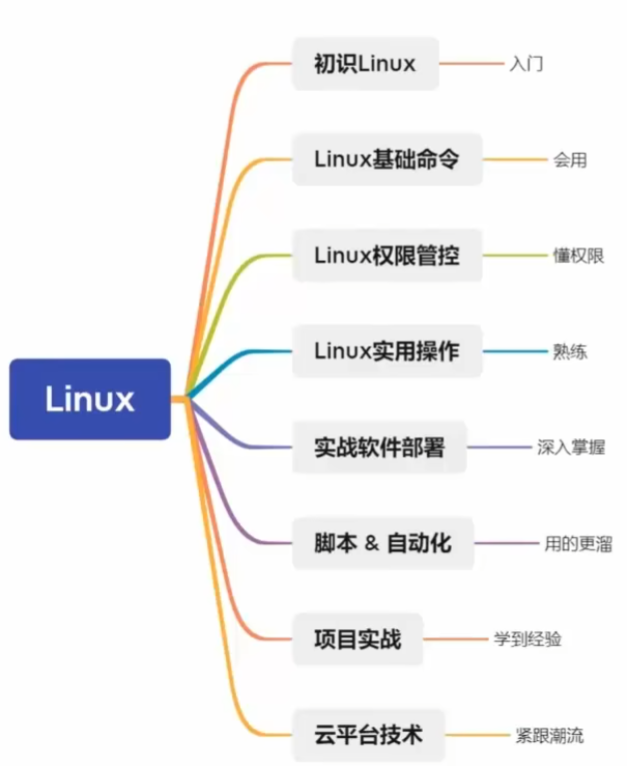 初识Linux 入门
Linux基础命令 会用
Linux权限管控 懂权限
Linux实用操作 熟练
Linux
实战软件部署 深入掌握
脚本 & 自动化 用的更溜
项目实战 学到经验
云平台技术 紧跟潮流